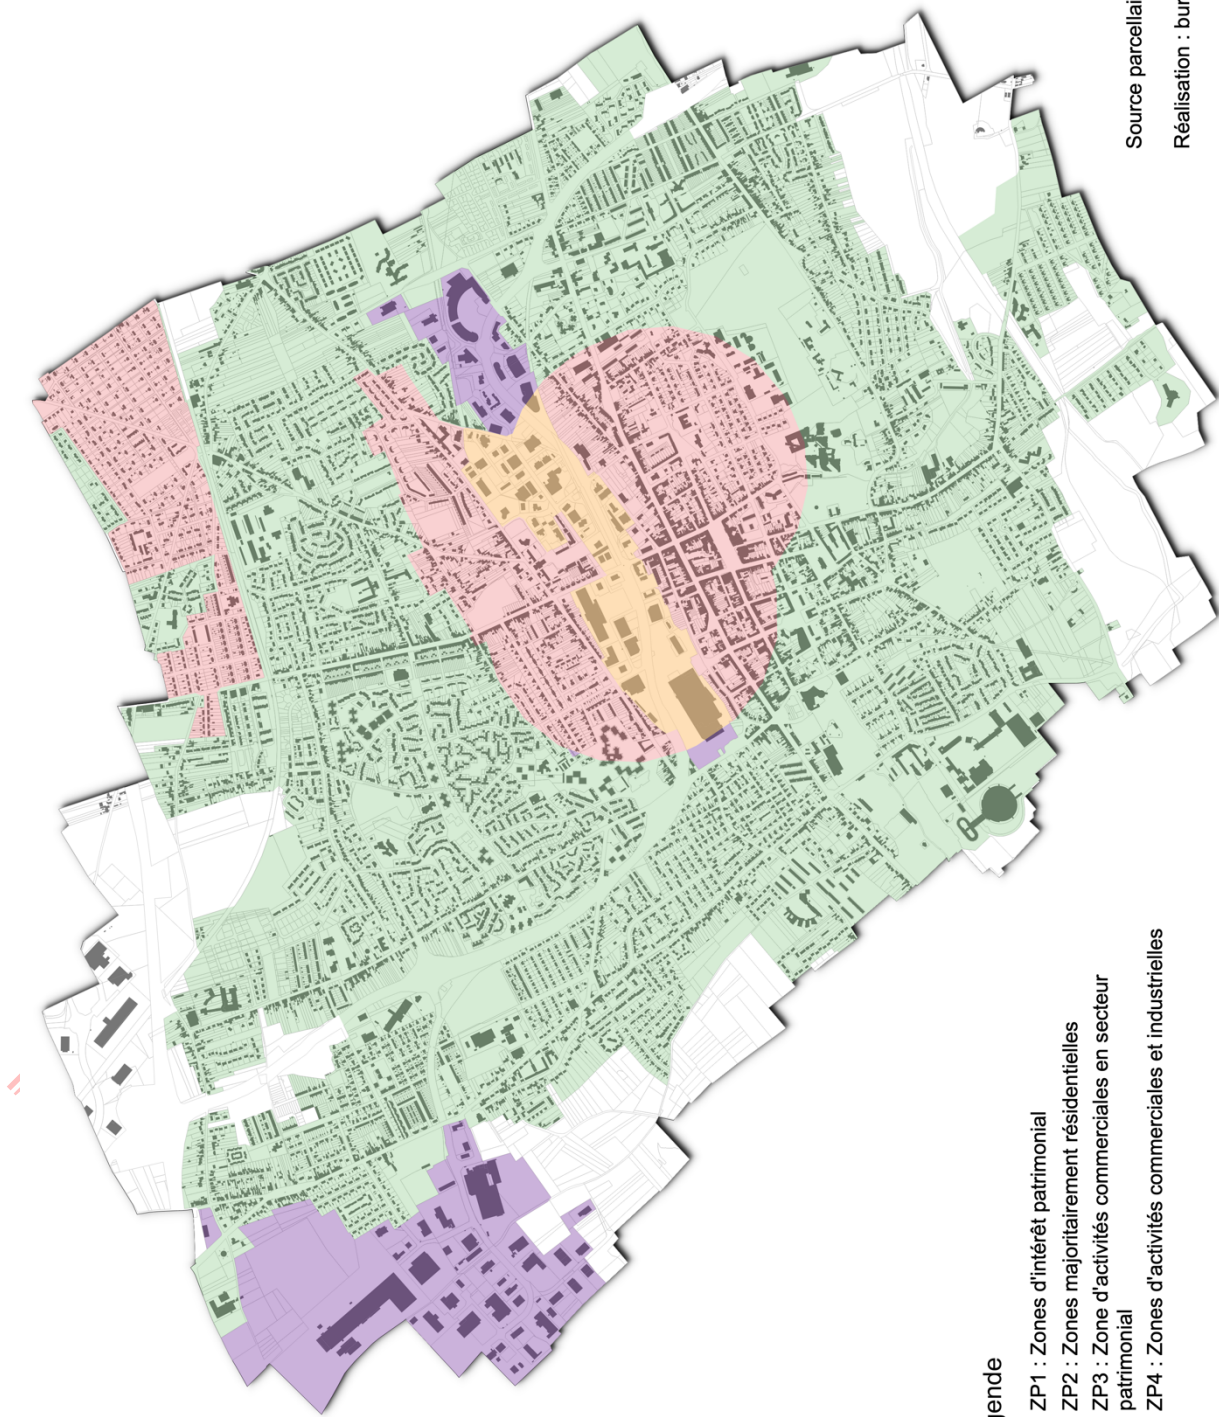 gende
ZP1 : Zones d'intérêt patrimonial
ZP2 : Zones majoritairement résidentielles
ZP3 : Zone d'activités commerciales en secteur
patrimonial
ZP4 : Zones d'activités commerciales et industrielles
Source parcellai
Réalisation : bur